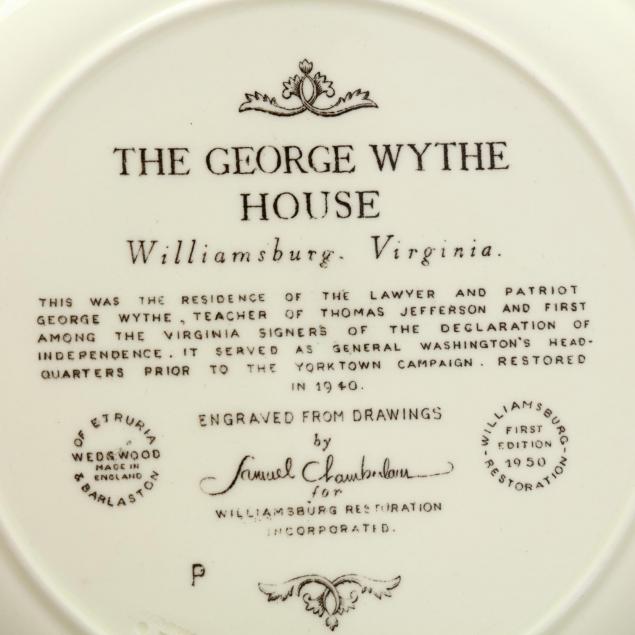 THE GEORGE WYTHE
HOUSE
Williamsburg. Virginia.
THIS WAS THE RESIDENCE OF THE LAWYER AND PATRIOT
GEORGE WYTHE, TEACHER OF THOMAS JEFFERSON AND FIRST
AMONG THE VIRGINIA SIGNERS OF THE DECLARATION OF
INDEPENDENCE. IT SERVED AS GENERAL WASHINGTON'S HEAD-
QUARTERS PRIOR TO THE YORKTOWN CAMPAIGN. RESTORED
IN 1940.
OF ETRURIA
WEDGWOOD
MADE IN
ENGLAND
& BARLASTON
ENGRAVED FROM DRAWINGS
by
Samuel Chamberlain
for
WILLIAMSBURG RESTORATION
INCORPORATED.
-WILLIAMSBURG-
FIRST
EDITION
1950
RESTORATION
P